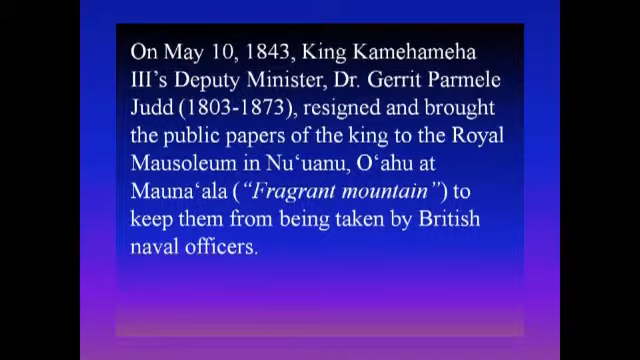 On May 10, 1843, King Kamehameha
III’s Deputy Minister, Dr. Gerrit Parmele
Judd (1803-1873), resigned and brought
the public papers of the king to the Royal
Mausoleum in Nu‘uanu, O‘ahu at
Mauna‘ala (“Fragrant mountain”) to
keep them from being taken by British
naval officers.